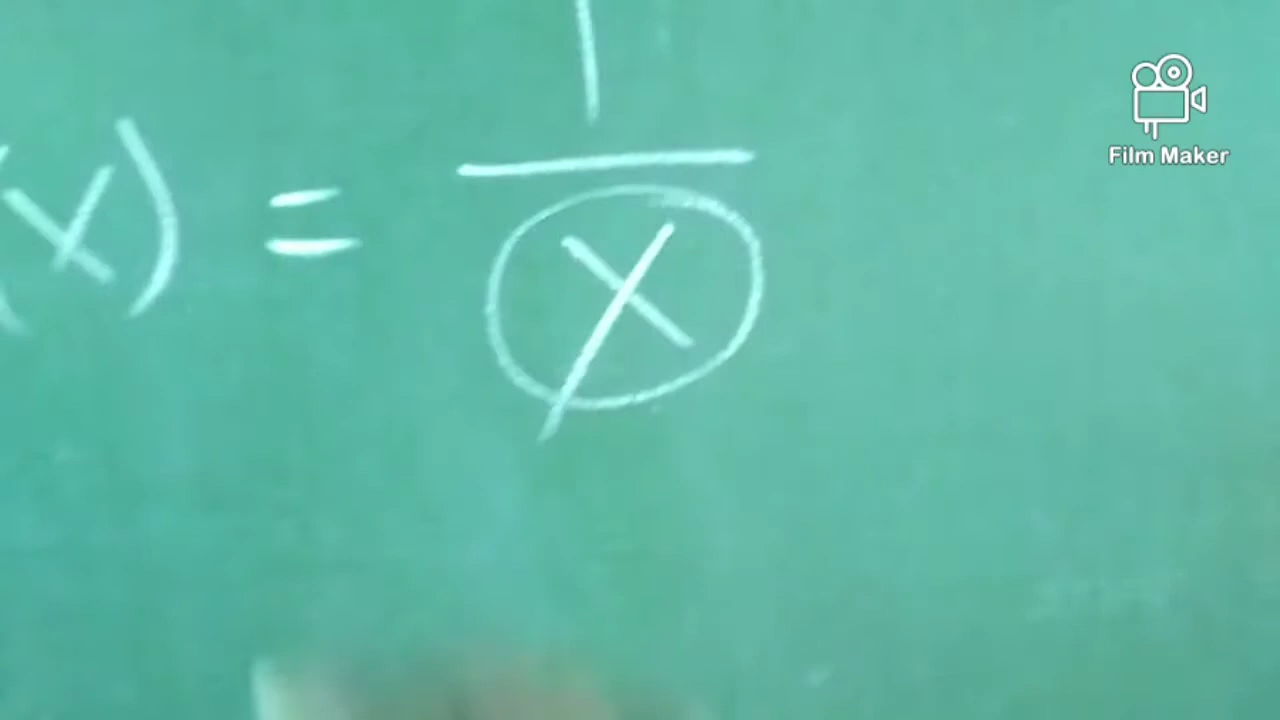 (x) = 1/x
Film Maker